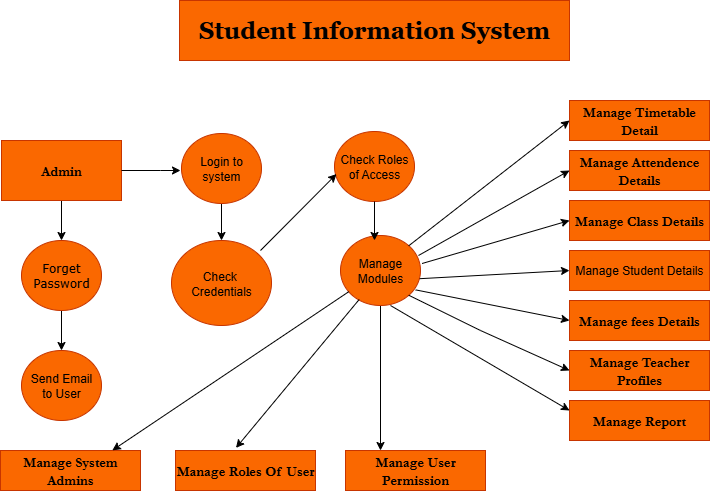 Student Information System
Admin
Login to
system
Check Roles
of Access
Manage Timetable
Detail
Manage Attendence
Details
Manage Class Details
Forget
Password
Check
Credentials
Manage
Modules
Manage Student Details
Manage fees Details
Send Email
to User
Manage Teacher
Profiles
Manage Report
Manage System
Admins
Manage Roles Of User
Manage User
Permission